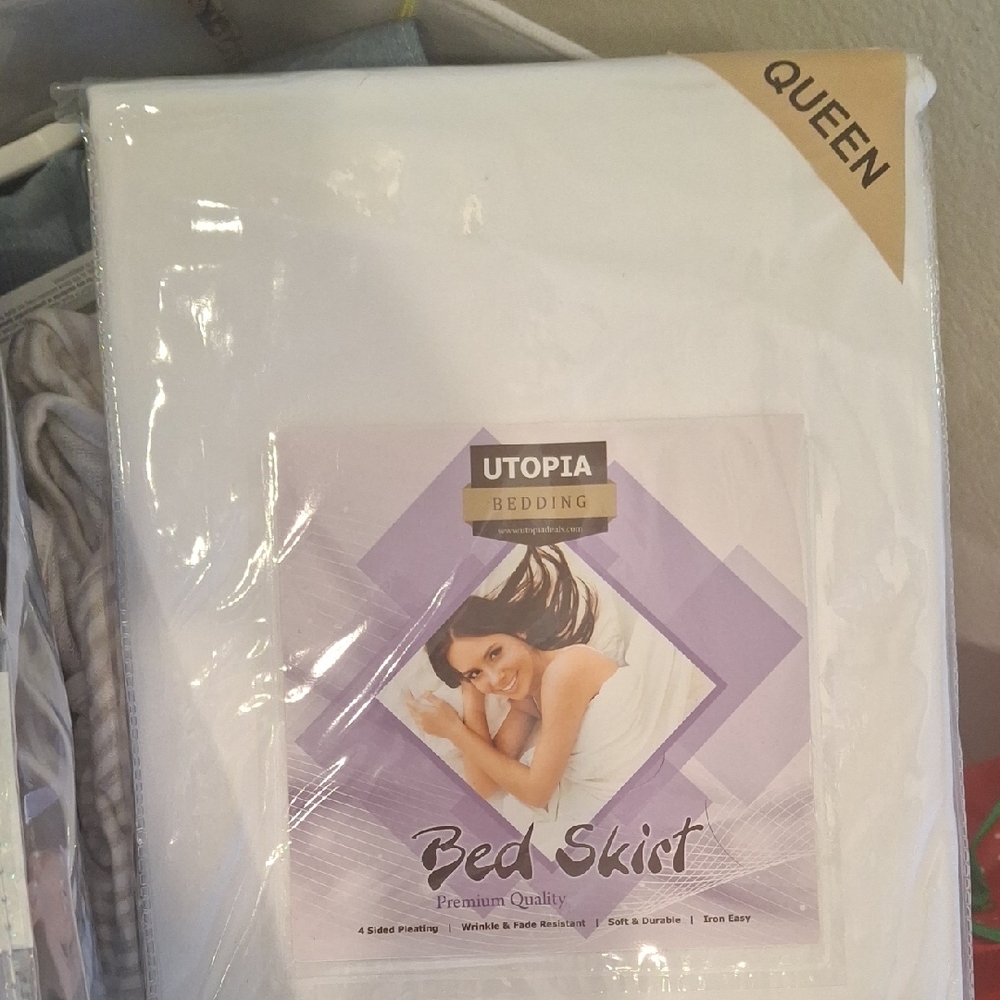 QUEEN
UTOPIA
BEDDING
www.utopiadeals.com
Bed Skirt
Premium Quality
4 Sided Pleating | Wrinkle & Fade Resistant | Soft & Durable | Iron Easy